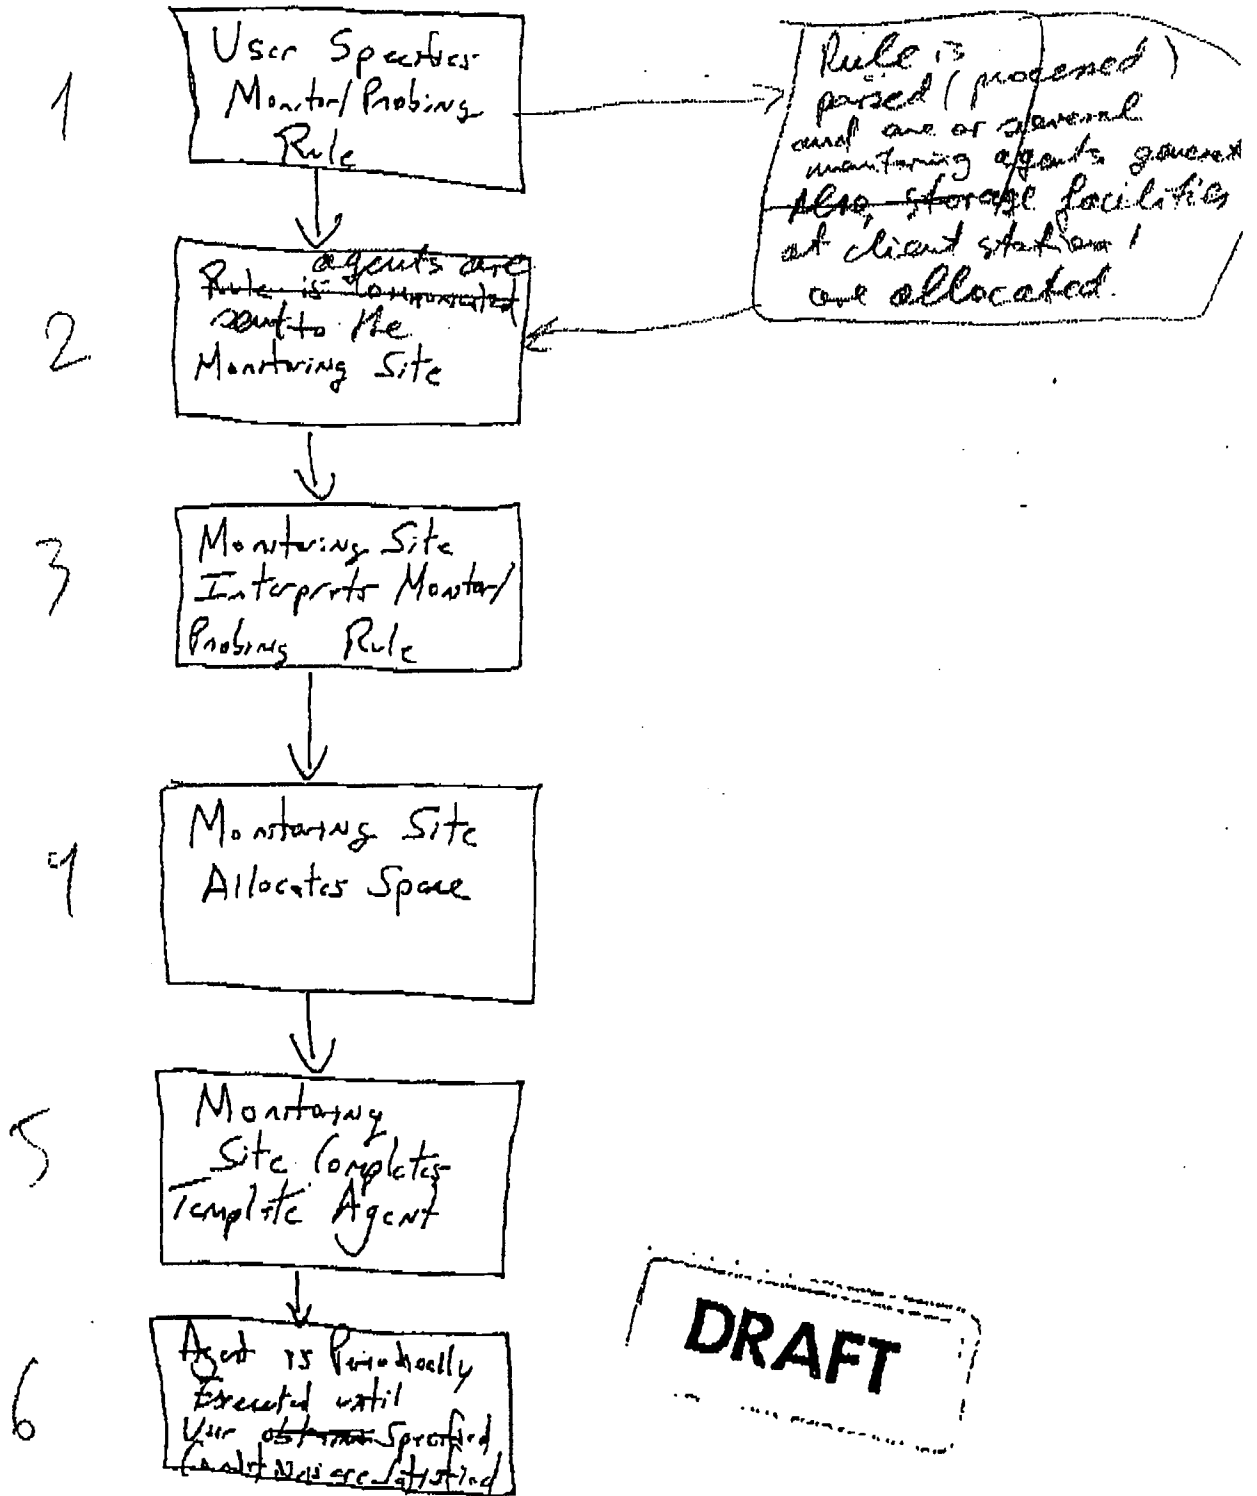 1
User Specifies
Monitor/Probing
Rule
Rule is
parsed (processed)
and one or several
monitoring agents
Also, storage facilities
at client station
are allocated.
2
agents are
Rule is communicated
sent to the
Monitoring Site
3
Monitoring Site
Interprets Monitor/
Probing Rule
4
Monitoring Site
Allocates Space
5
Monitoring
Site Completes
Template Agent
6
Agent is Periodically
Executed until
User Specified
are Satisfied
DRAFT